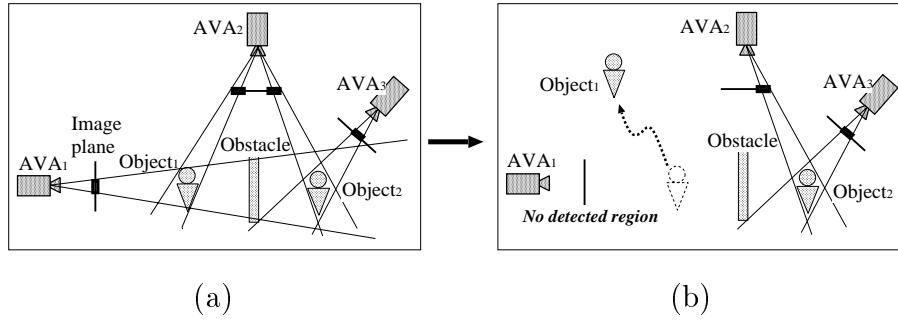 AVA2
AVA3
Image
plane
Object1
Obstacle
AVA1
Object2
(a)
AVA2
Object1
AVA3
Obstacle
AVA1
Object2
No detected region
(b)